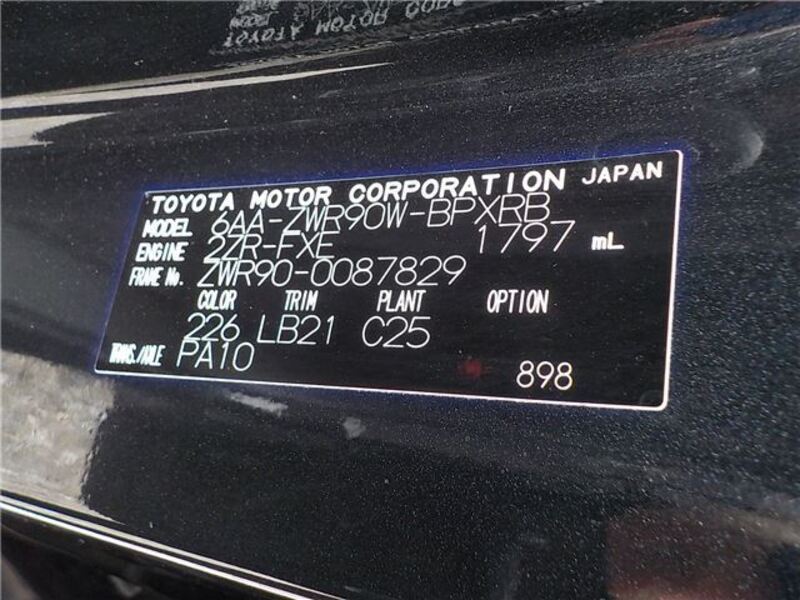 TOYOTA MOTOR CORPORATION JAPAN
MODEL 6AA-ZWR90W-BPXRB
ENGINE 2ZR-FXE 1797 mL
FRAME No. ZWR90-0087829
COLOR TRIM PLANT OPTION
226 LB21 C25
TRANS./AXLE PA10
898